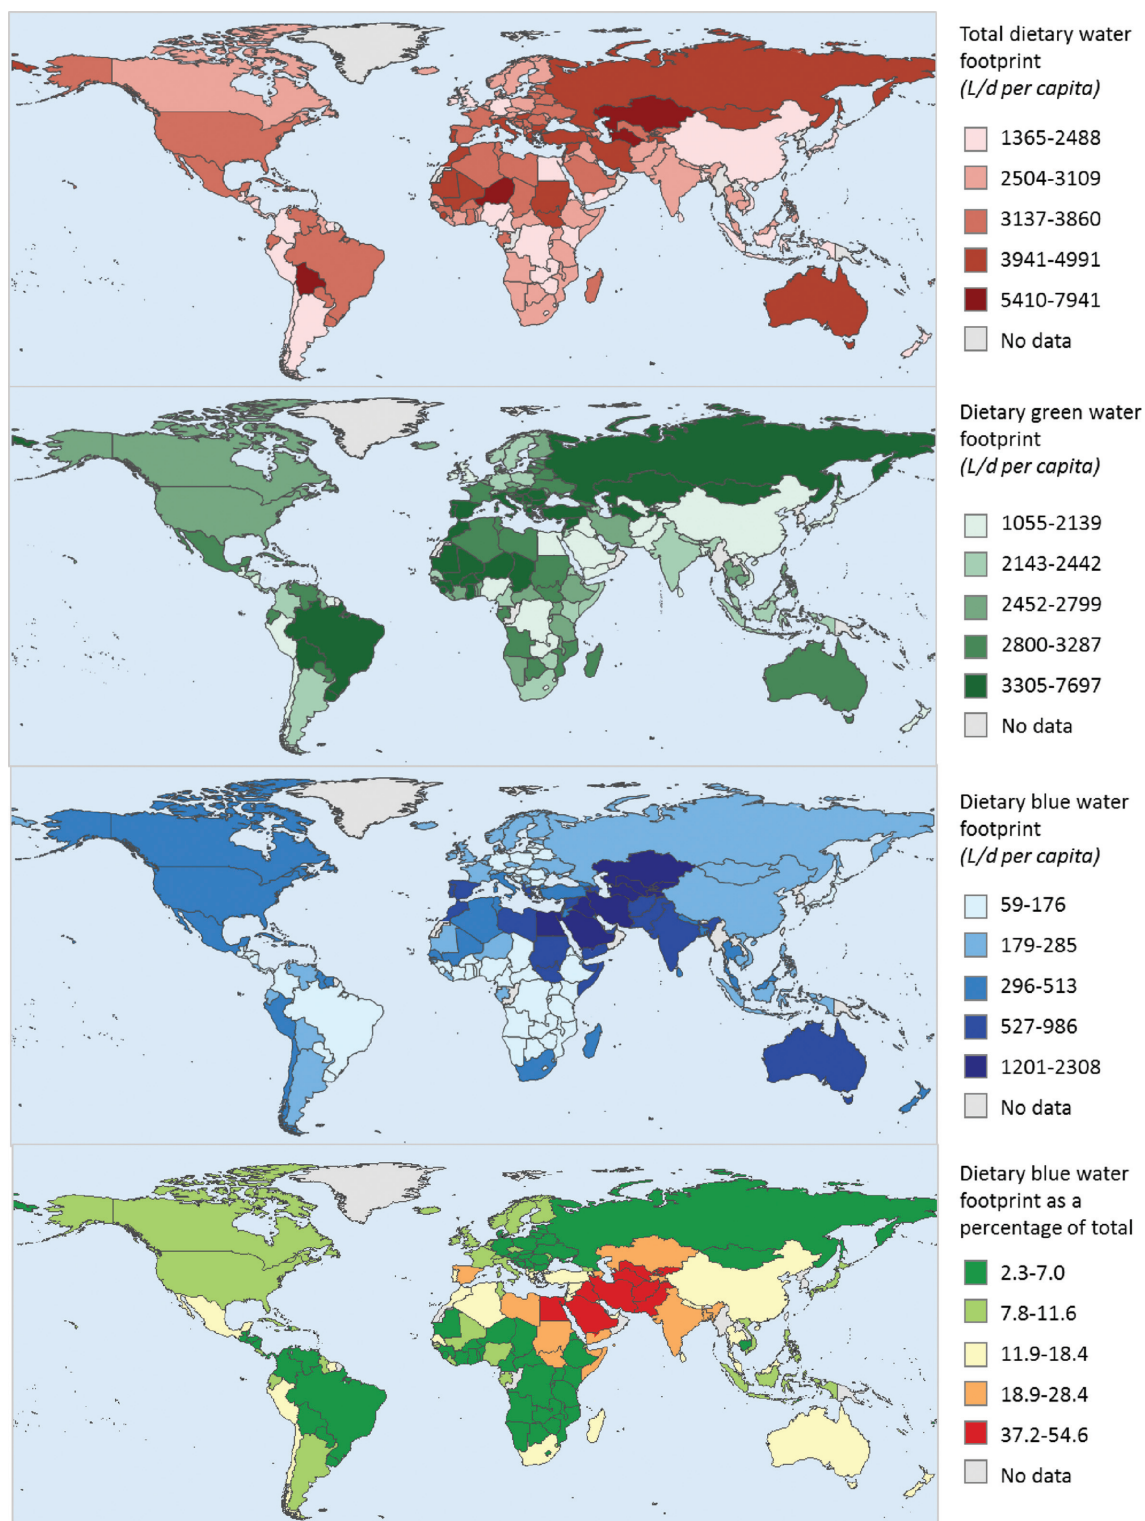 Total dietary water
footprint
(L/d per capita)
1365-2488
2504-3109
3137-3860
3941-4991
5410-7941
No data
Dietary green water
footprint
(L/d per capita)
1055-2139
2143-2442
2452-2799
2800-3287
3305-7697
No data
Dietary blue water
footprint
(L/d per capita)
59-176
179-285
296-513
527-986
1201-2308
No data
Dietary blue water
footprint as a
percentage of total
2.3-7.0
7.8-11.6
11.9-18.4
18.9-28.4
37.2-54.6
No data